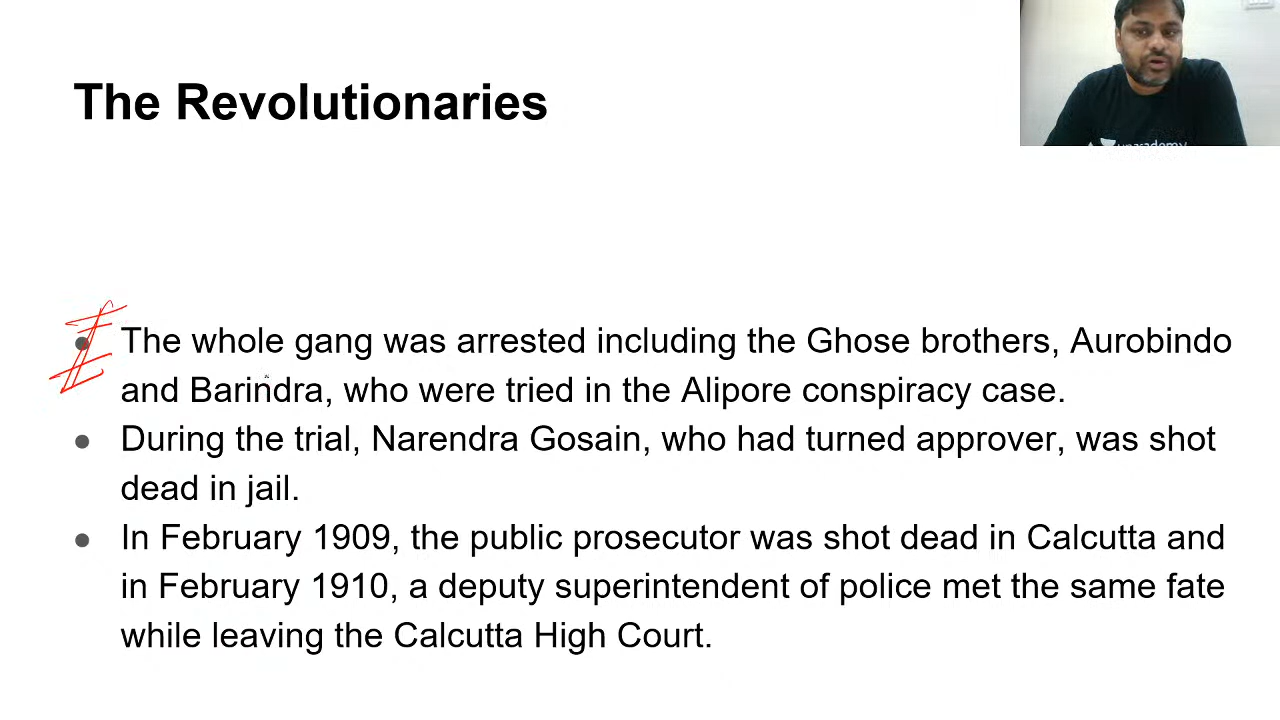 The Revolutionaries
The whole gang was arrested including the Ghose brothers, Aurobindo
and Barindra, who were tried in the Alipore conspiracy case.
During the trial, Narendra Gosain, who had turned approver, was shot
dead in jail.
In February 1909, the public prosecutor was shot dead in Calcutta and
in February 1910, a deputy superintendent of police met the same fate
while leaving the Calcutta High Court.